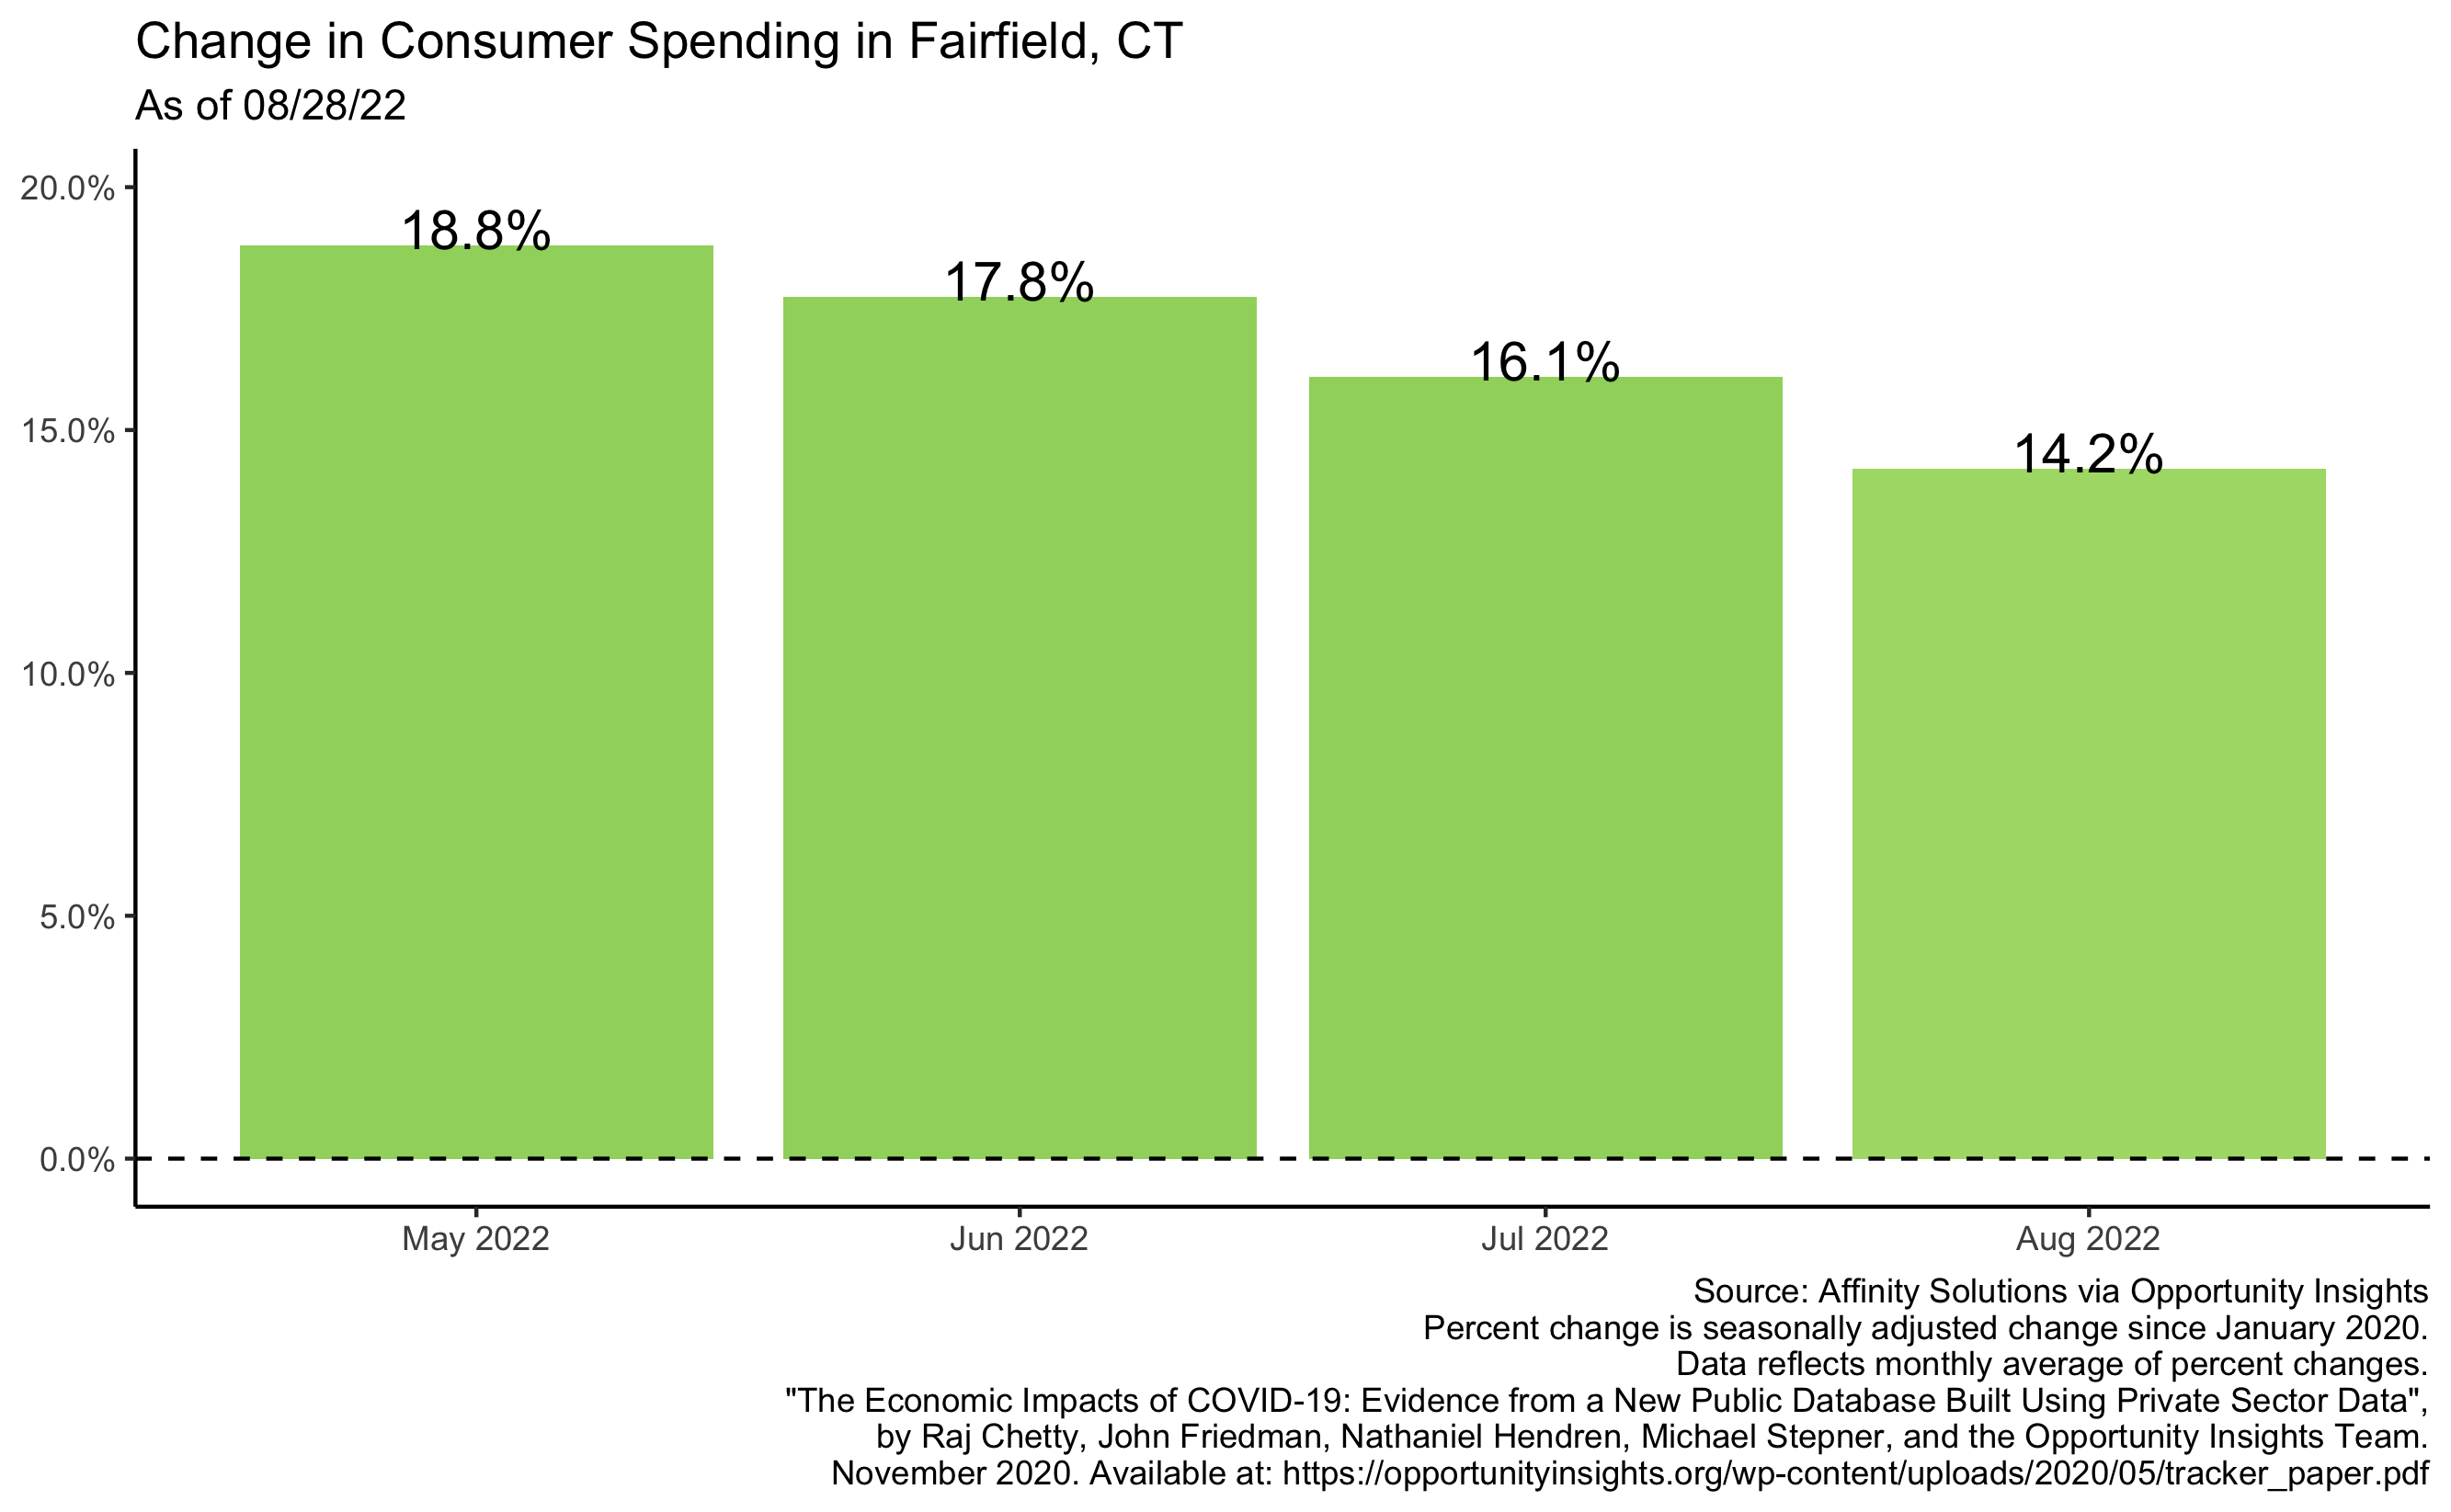 Change in Consumer Spending in Fairfield, CT
As of 08/28/22
20.0%
15.0%
10.0%
5.0%
0.0%
18.8%
17.8%
16.1%
14.2%
May 2022
Jun 2022
Jul 2022
Aug 2022
Source: Affinity Solutions via Opportunity Insights
Percent change is seasonally adjusted change since January 2020.
Data reflects monthly average of percent changes.
"The Economic Impacts of COVID-19: Evidence from a New Public Database Built Using Private Sector Data",
by Raj Chetty, John Friedman, Nathaniel Hendren, Michael Stepner, and the Opportunity Insights Team.
November 2020. Available at: https://opportunityinsights.org/wp-content/uploads/2020/05/tracker_paper.pdf